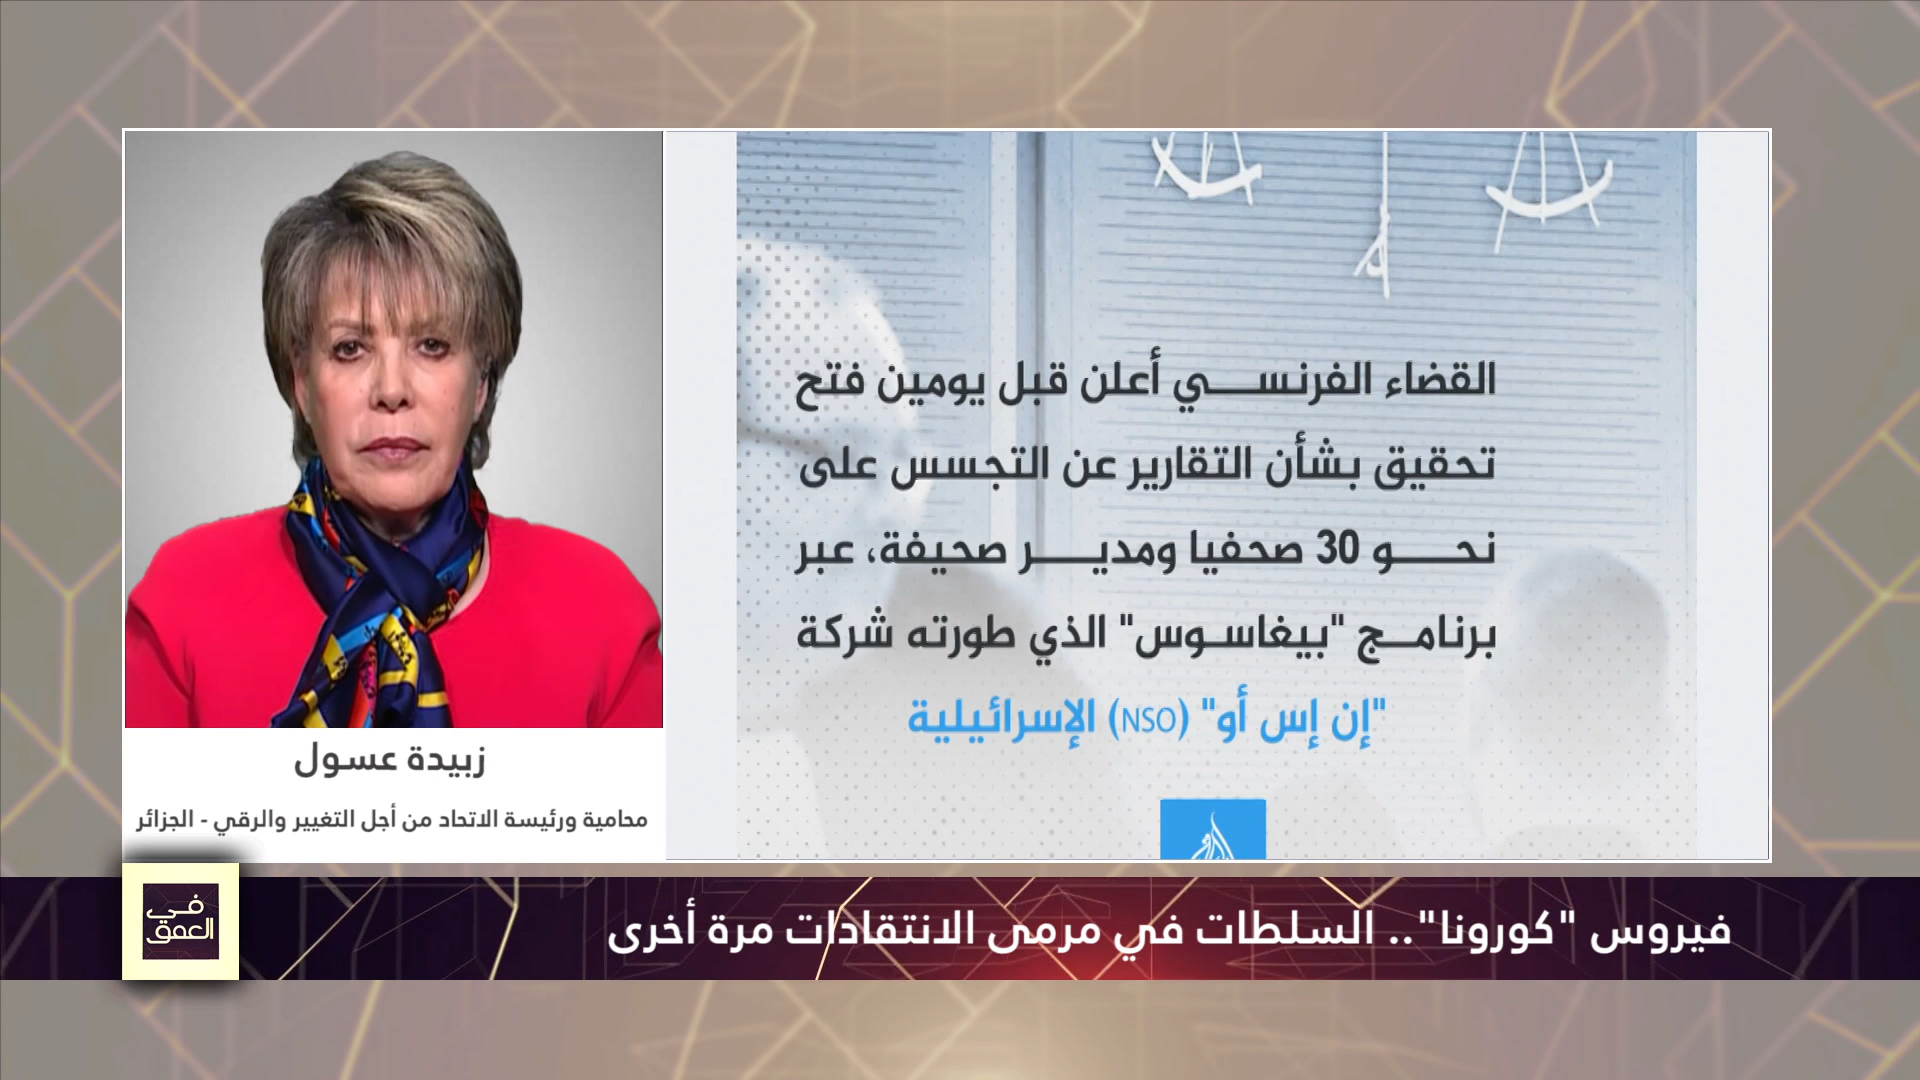 القضاء الفرنسي أعلن قبل يومين فتح
تحقيق بشأن التقارير عن التجسس على
نحو 30 صحفيا ومدير صحيفة، عبر
برنامج "بيغاسوس" الذي طورته شركة
"إن إس أو" (NSO) الإسرائيلية
زبيدة عسول
محامية ورئيسة الاتحاد من أجل التغيير والرقي - الجزائر
فيروس "كورونا".. السلطات في مرمى الانتقادات مرة أخرى
في
العمق